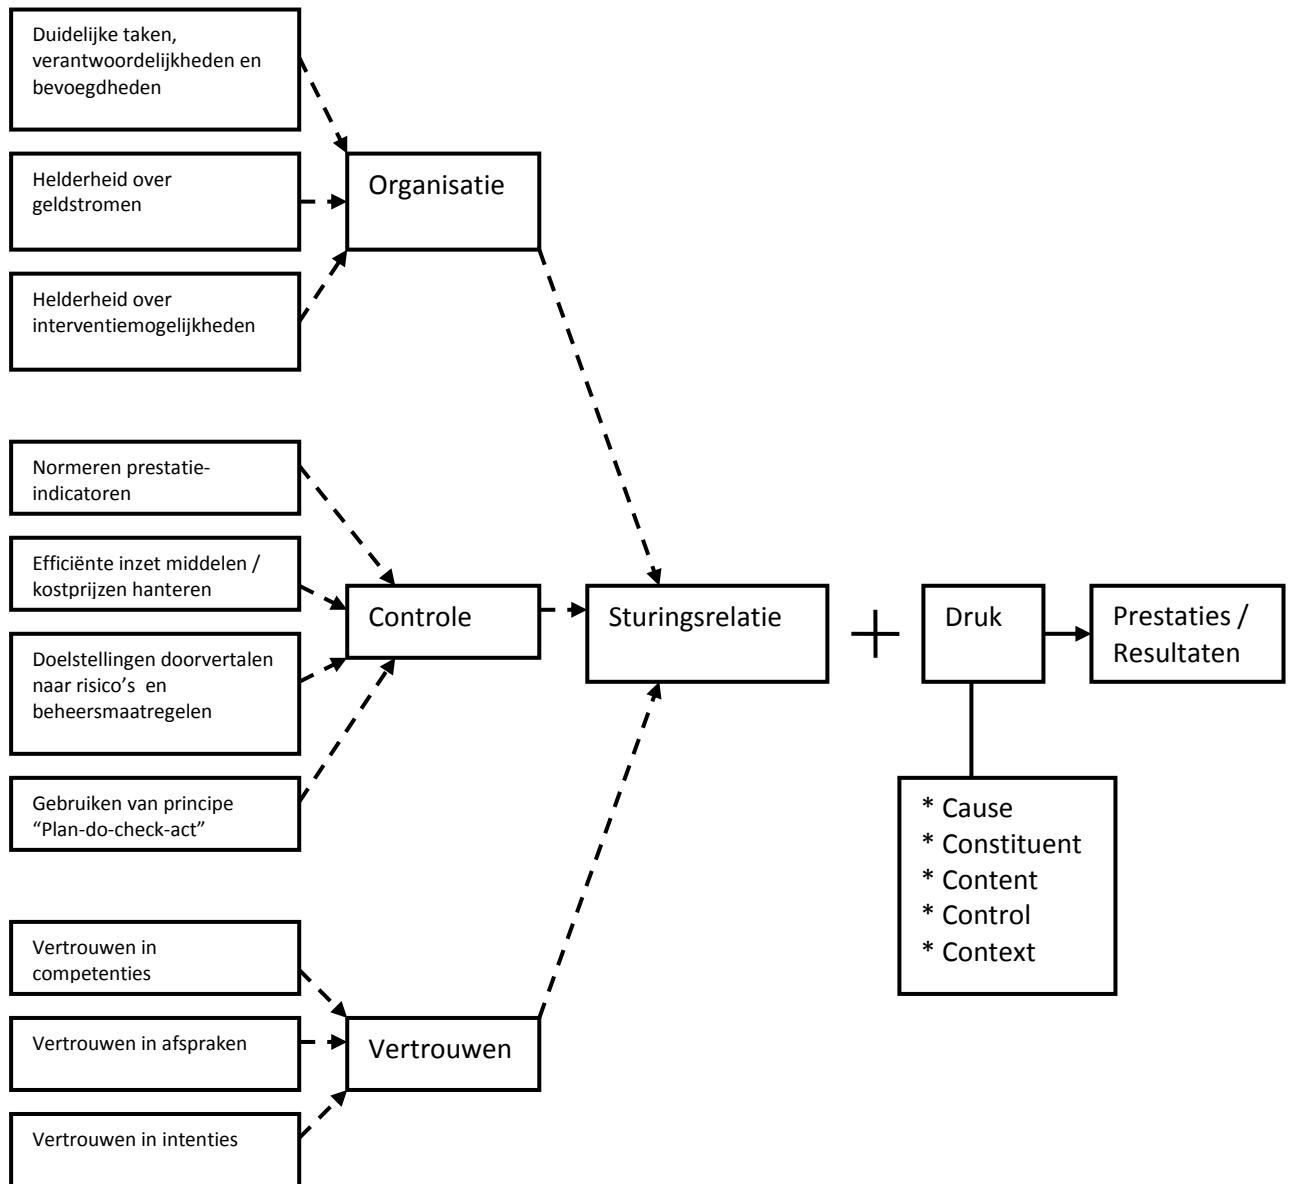 Duidelijke taken,
verantwoordelijkheden en
bevoegdheden
Helderheid over
geldstromen
Helderheid over
interventiemogelijkheden
Organisatie
Normeren prestatie-
indicatoren
Efficiënte inzet middelen /
kostprijzen hanteren
Doelstellingen doorvertalen
naar risico’s en
beheersmaatregelen
Gebruiken van principe
“Plan-do-check-act”
Controle
Vertrouwen in
competenties
Vertrouwen in afspraken
Vertrouwen in intenties
Vertrouwen
Sturingsrelatie
+
Druk
Prestaties /
Resultaten
* Cause
* Constituent
* Content
* Control
* Context